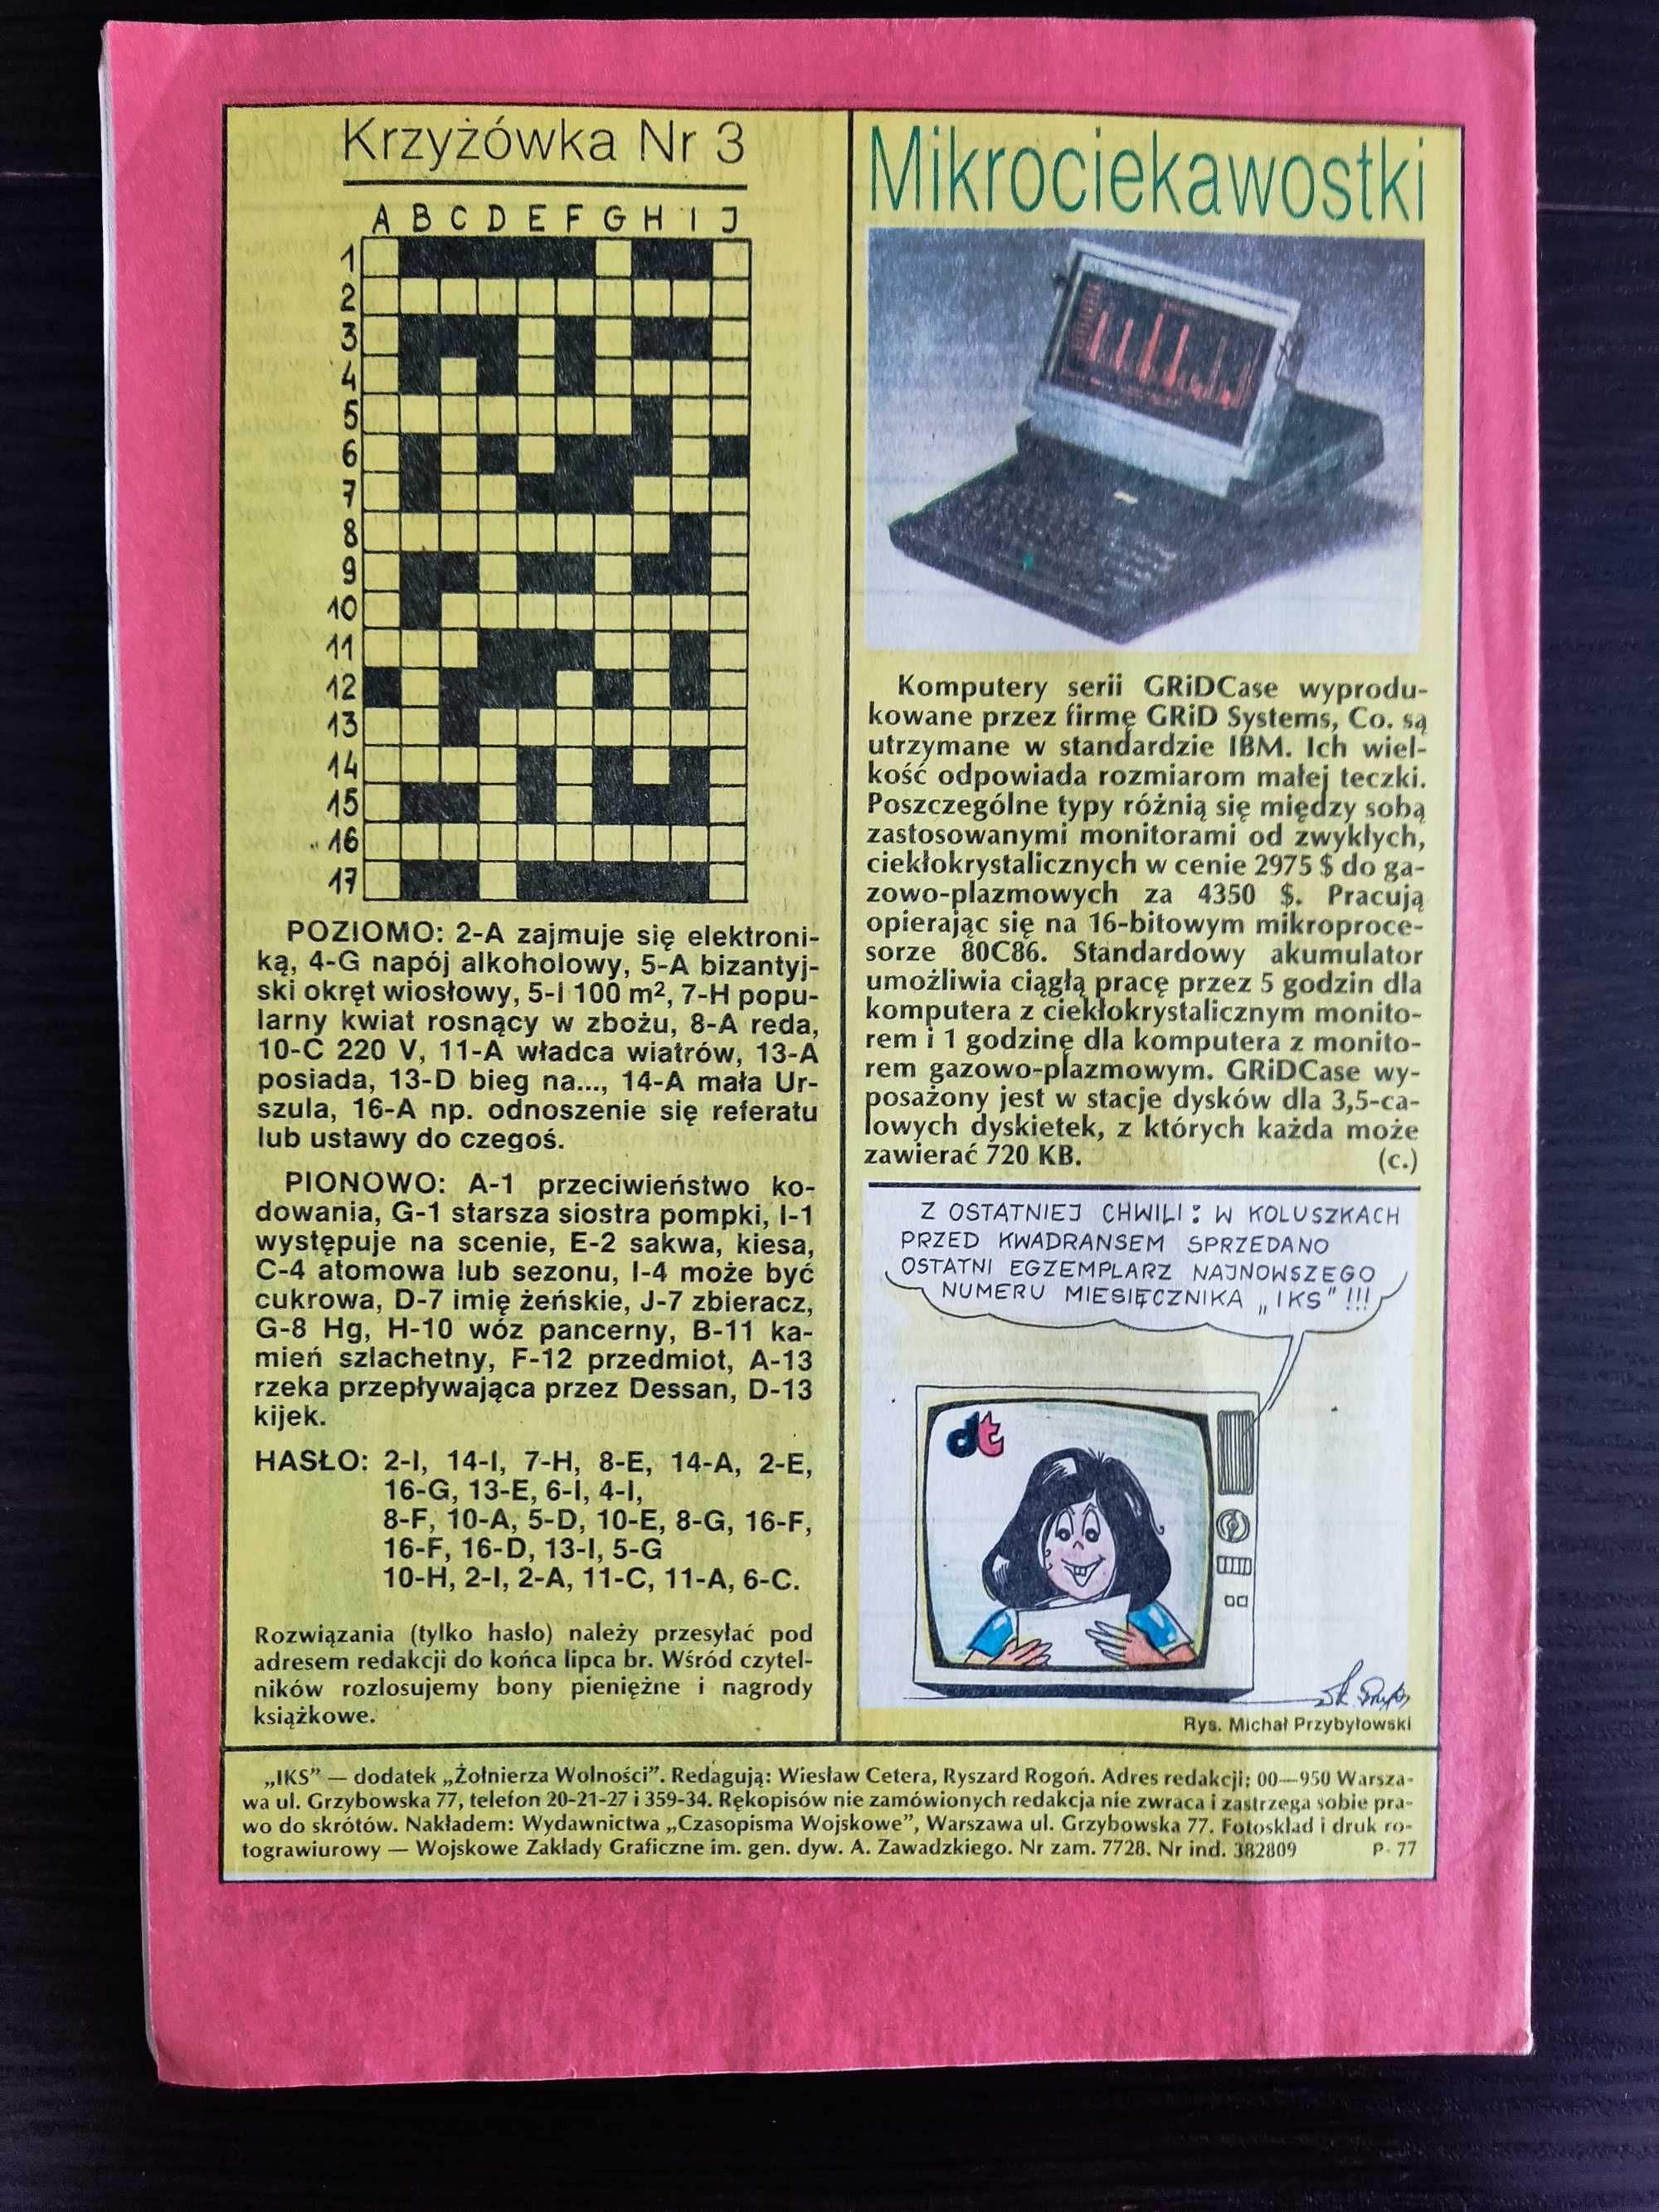 Krzyżówka Nr 3
A B C D E F G H I J
1
2
3
4
5
6
7
8
9
10
11
12
13
14
15
16
17
POZIOMO: 2-A zajmuje się elektroni-
ką, 4-G napój alkoholowy, 5-A bizantyj-
ski okręt wiosłowy, 5-I 100 m², 7-H popu-
larny kwiat rosnący w zbożu, 8-A reda,
10-C 220 V, 11-A władca wiatrów, 13-A
posiada, 13-D bieg na..., 14-A mała Ur-
szula, 16-A np. odnoszenie się referatu
lub ustawy do czegoś.
PIONOWO: A-1 przeciwieństwo ko-
dowania, G-1 starsza siostra pompki, I-1
występuje na scenie, E-2 sakwa, kiesa,
C-4 atomowa lub sezonu, I-4 może być
cukrowa, D-7 imię żeńskie, J-7 zbieracz,
G-8 Hg, H-10 wóz pancerny, B-11 ka-
mień szlachetny, F-12 przedmiot, A-13
rzeka przepływająca przez Dessan, D-13
kijek.
HASŁO: 2-I, 14-I, 7-H, 8-E, 14-A, 2-E,
16-G, 13-E, 6-I, 4-I,
8-F, 10-A, 5-D, 10-E, 8-G, 16-F,
16-F, 16-D, 13-I, 5-G
10-H, 2-I, 2-A, 11-C, 11-A, 6-C.
Rozwiązania (tylko hasło) należy przesyłać pod
adresem redakcji do końca lipca br. Wśród czytel-
ników rozlosujemy bony pieniężne i nagrody
książkowe.
Mikrociekawostki
Komputery serii GRiDCase wyprodu-
kowane przez firmę GRiD Systems, Co. są
utrzymane w standardzie IBM. Ich wiel-
kość odpowiada rozmiarom małej teczki.
Poszczególne typy różnią się między sobą
zastosowanymi monitorami od zwykłych,
ciekłokrystalicznych w cenie 2975 $ do ga-
zowo-plazmowych za 4350 $. Pracują
opierając się na 16-bitowym mikroproce-
sorze 80C86. Standardowy akumulator
umożliwia ciągłą pracę przez 5 godzin dla
komputera z ciekłokrystalicznym monito-
rem i 1 godzinę dla komputera z monito-
rem gazowo-plazmowym. GRiDCase wy-
posażony jest w stacje dysków dla 3,5-ca-
lowych dyskietek, z których każda może
zawierać 720 KB. (c.)
Z OSTATNIEJ CHWILI: W KOLUSZKACH
PRZED KWADRANSEM SPRZEDANO
OSTATNI EGZEMPLARZ NAJNOWSZEGO
NUMERU MIESIĘCZNIKA „IKS" !!!
dt
Rys. Michał Przybyłowski
„IKS" — dodatek „Żołnierza Wolności". Redagują: Wiesław Cetera, Ryszard Rogoń. Adres redakcji: 00—950 Warsza-
wa ul. Grzybowska 77, telefon 20-21-27 i 359-34. Rękopisów nie zamówionych redakcja nie zwraca i zastrzega sobie pra-
wo do skrótów. Nakładem: Wydawnictwa „Czasopisma Wojskowe", Warszawa ul. Grzybowska 77. Fotoskład i druk ro-
tograwiurowy — Wojskowe Zakłady Graficzne im. gen. dyw. A. Zawadzkiego. Nr zam. 7728. Nr ind. 382809 P- 77